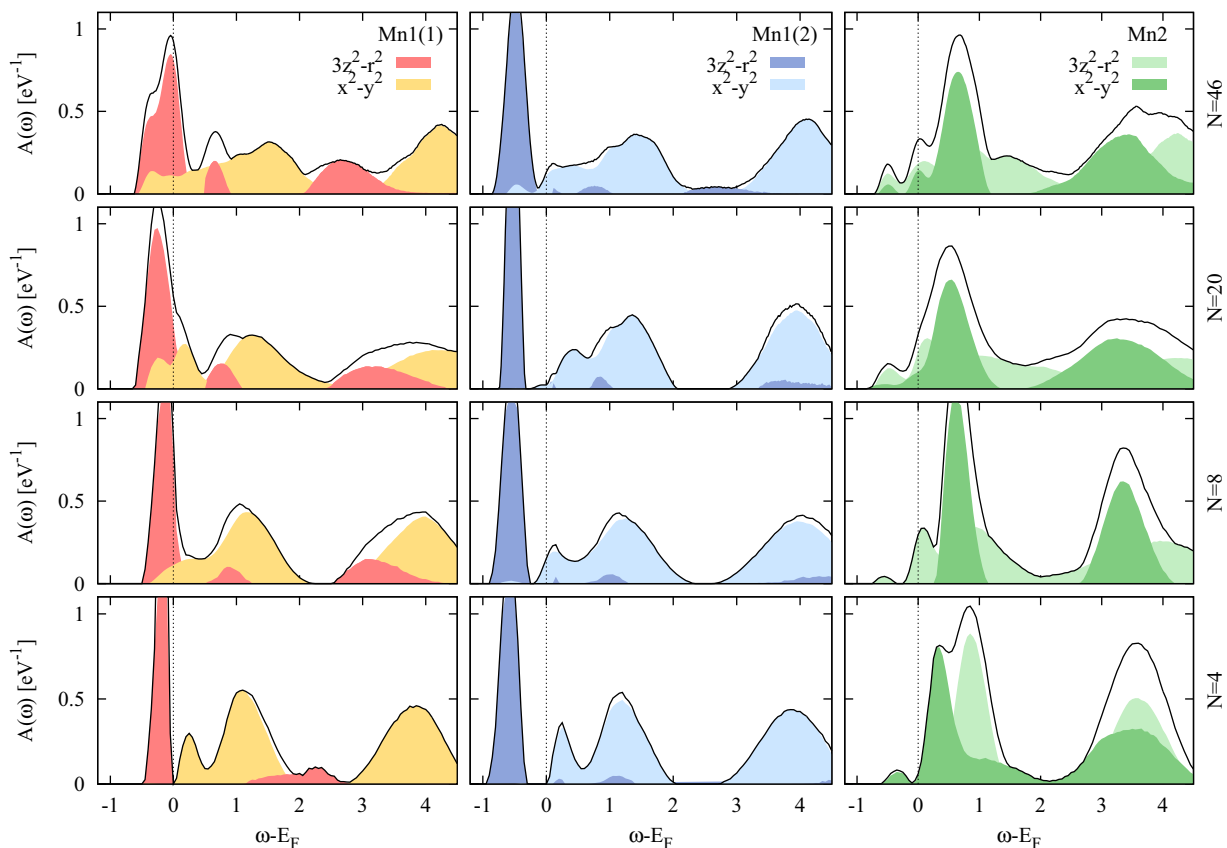 Mn1(1)
3z²-r²
x²-y²
Mn1(2)
3z²-r²
x²-y²
Mn2
3z²-r²
x²-y²
A(ω) [eV⁻¹]
1
0.5
0
N=46
A(ω) [eV⁻¹]
1
0.5
0
N=20
A(ω) [eV⁻¹]
1
0.5
0
N=8
A(ω) [eV⁻¹]
1
0.5
0
N=4
-1 0 1 2 3 4
-1 0 1 2 3 4
-1 0 1 2 3 4
ω-E_F
ω-E_F
ω-E_F